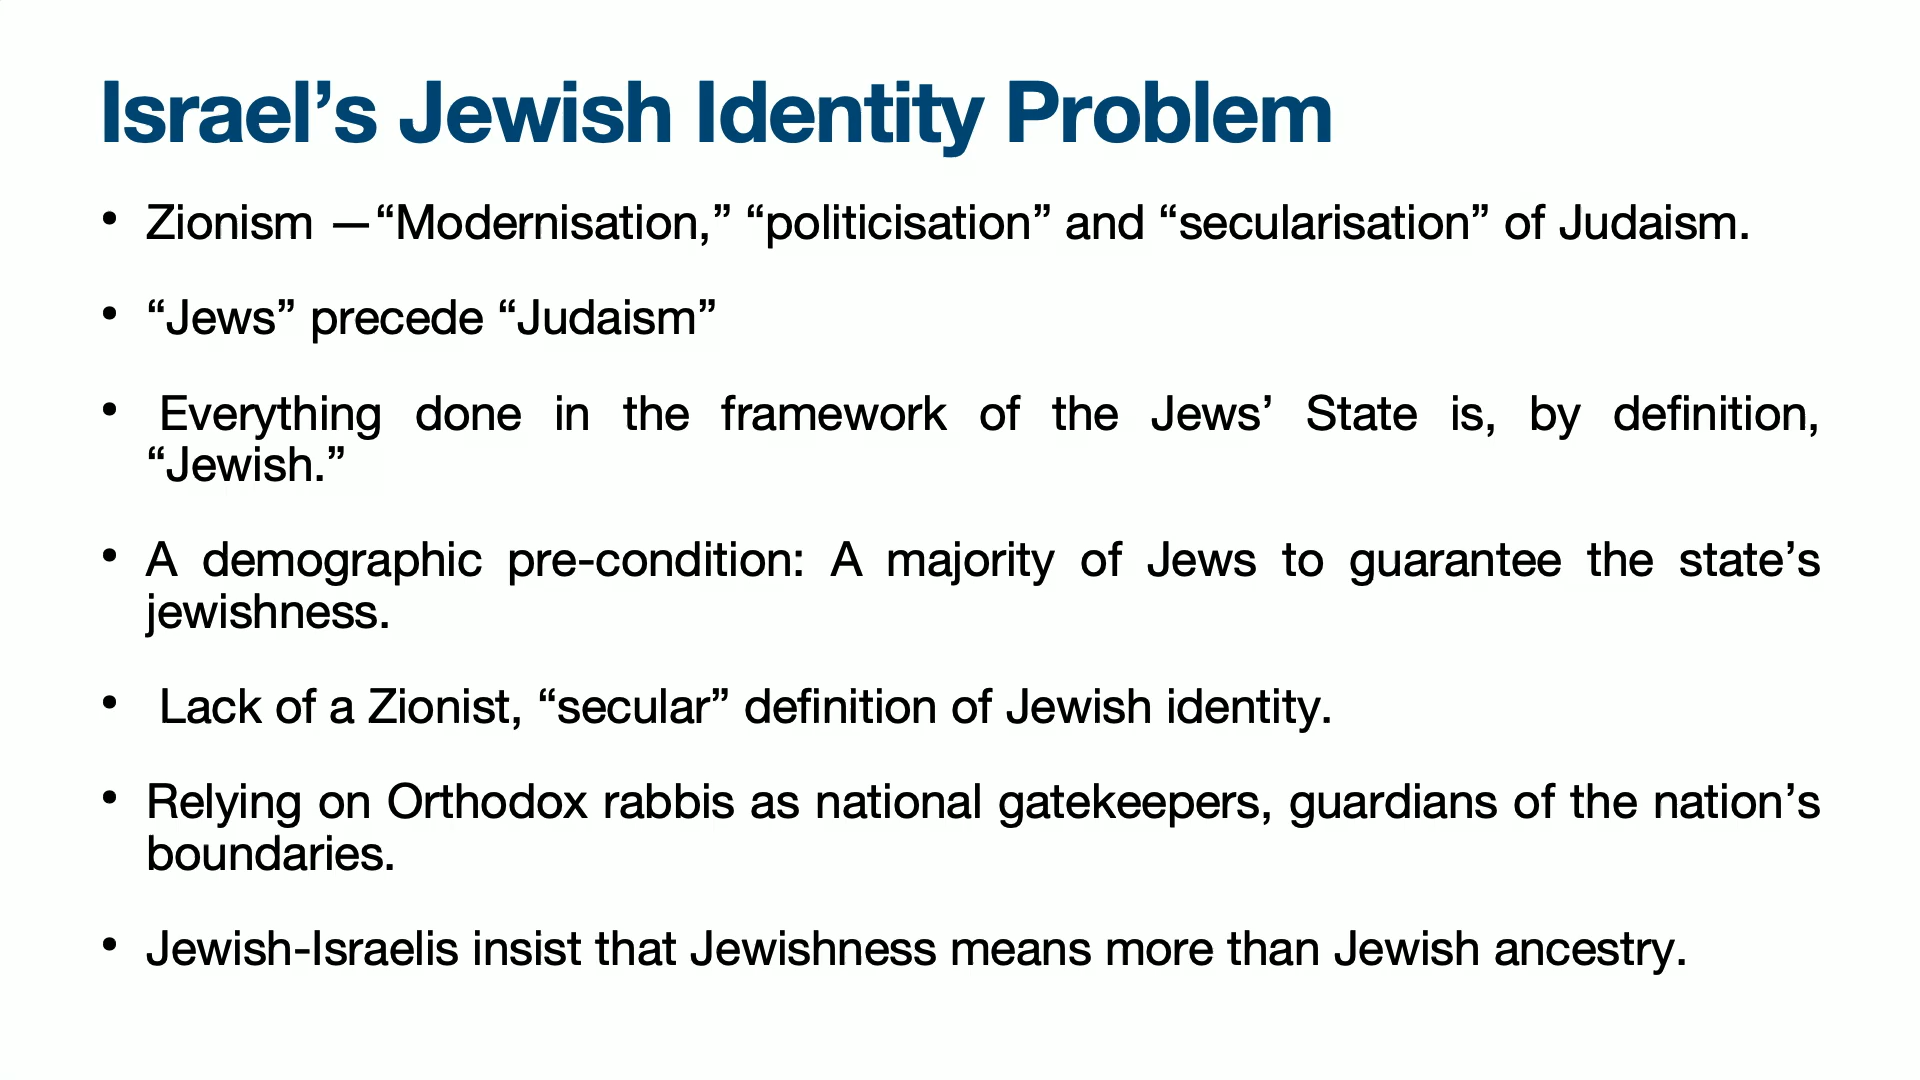 Israel’s Jewish Identity Problem
• Zionism —“Modernisation,” “politicisation” and “secularisation” of Judaism.
• “Jews” precede “Judaism”
• Everything done in the framework of the Jews’ State is, by definition,
“Jewish.”
• A demographic pre-condition: A majority of Jews to guarantee the state’s
jewishness.
• Lack of a Zionist, “secular” definition of Jewish identity.
• Relying on Orthodox rabbis as national gatekeepers, guardians of the nation’s
boundaries.
• Jewish-Israelis insist that Jewishness means more than Jewish ancestry.